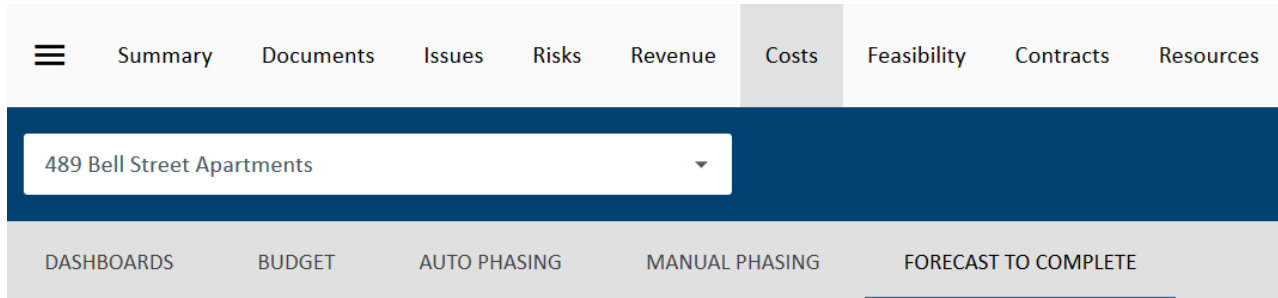 Summary Documents Issues Risks Revenue Costs Feasibility Contracts Resources
489 Bell Street Apartments
DASHBOARDS BUDGET AUTO PHASING MANUAL PHASING FORECAST TO COMPLETE